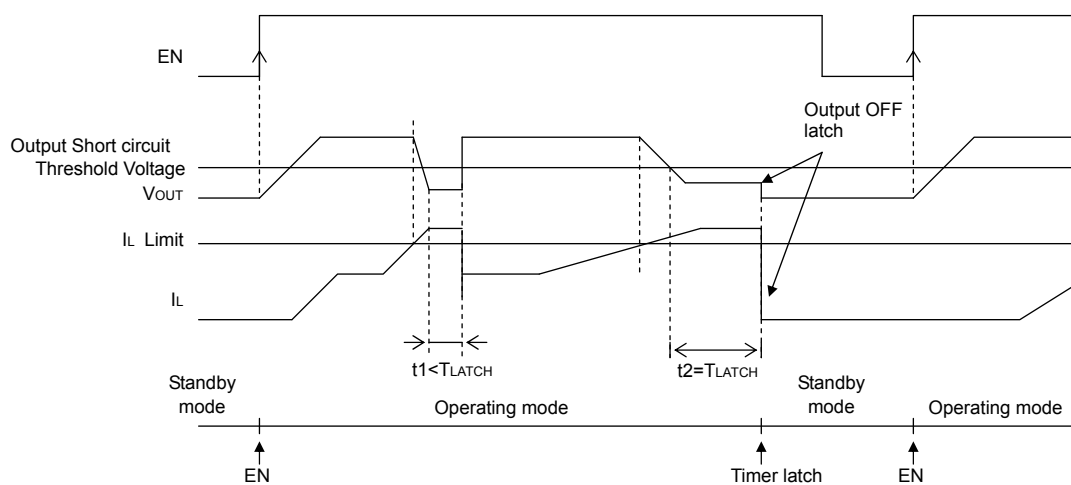 EN
Output OFF
latch
Output Short circuit
Threshold Voltage
VOUT
IL Limit
IL
t1<TLATCH
t2=TLATCH
Standby
mode
Operating mode
Standby
mode
Operating mode
EN
Timer latch
EN